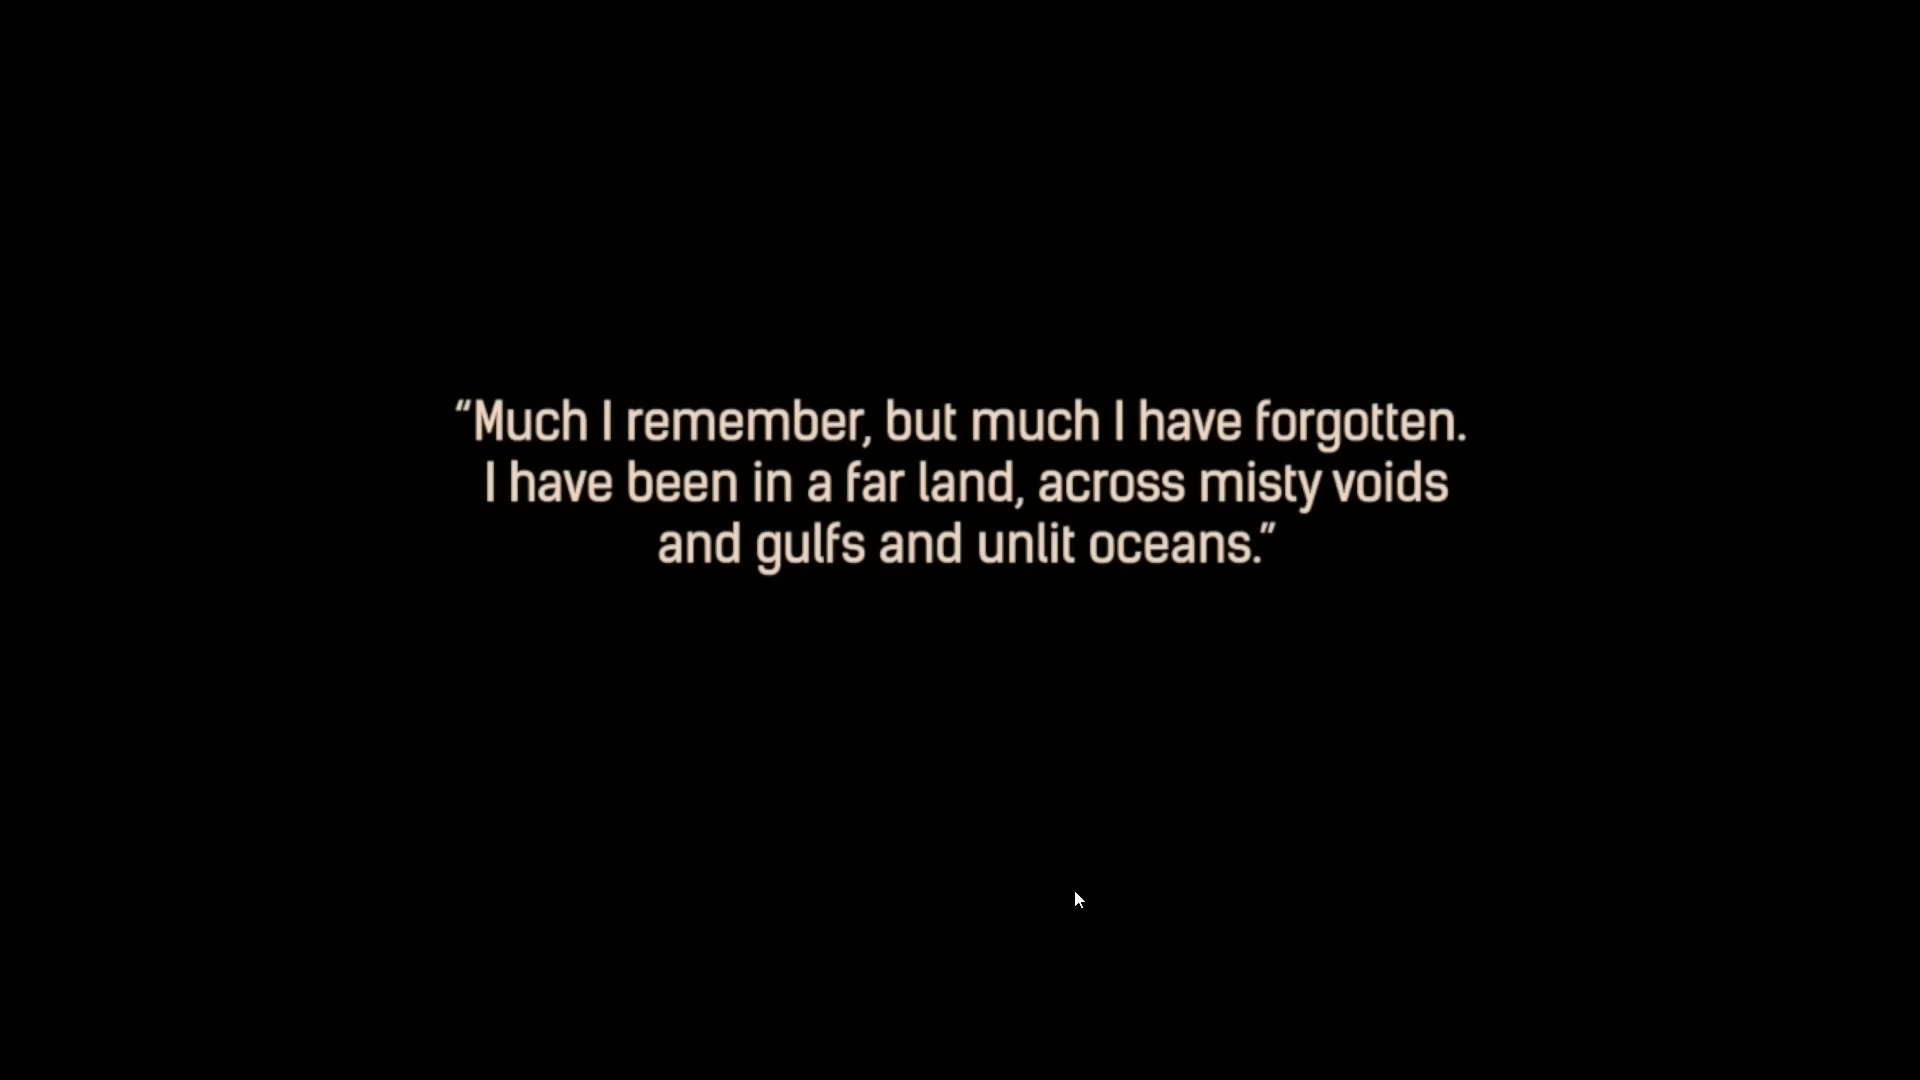 “Much I remember, but much I have forgotten.
I have been in a far land, across misty voids
and gulfs and unlit oceans.”